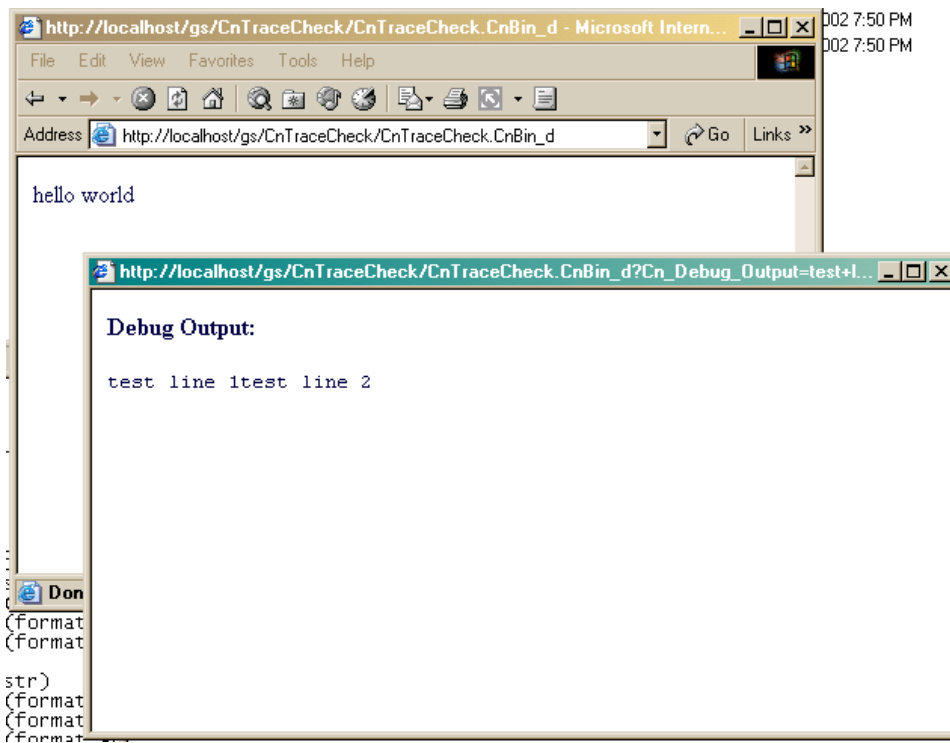 http://localhost/gs/CnTraceCheck/CnTraceCheck.CnBin_d - Microsoft Intern...
002 7:50 PM
002 7:50 PM
File Edit View Favorites Tools Help
Address http://localhost/gs/CnTraceCheck/CnTraceCheck.CnBin_d Go Links »
hello world
http://localhost/gs/CnTraceCheck/CnTraceCheck.CnBin_d?Cn_Debug_Output=test+l...
Debug Output:
test line 1test line 2
Don
(format
(format
str)
(format
(format
(format